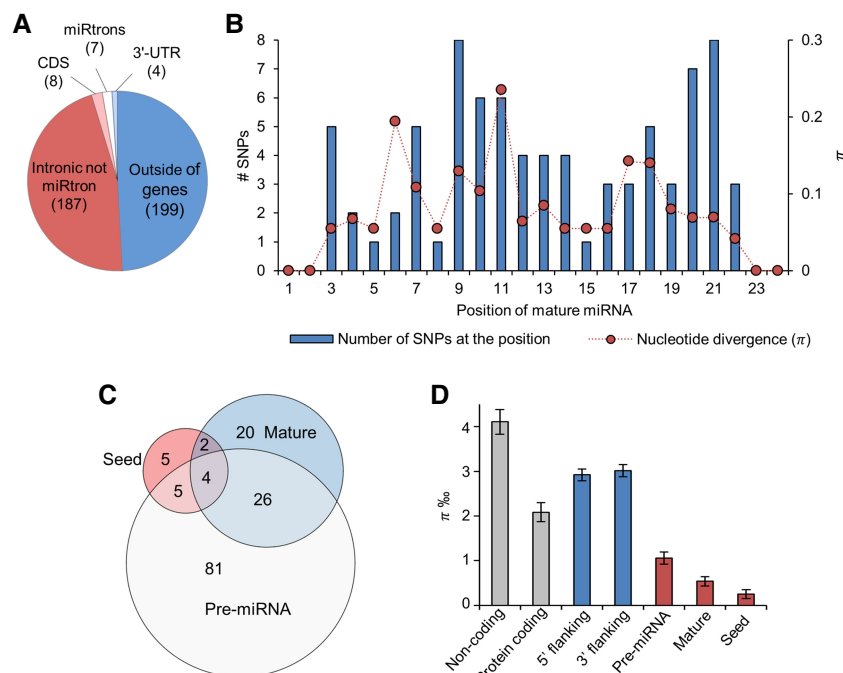 A
miRtrons
(7)
3'-UTR
(4)
CDS
(8)
Intronic not
miRtron
(187)
Outside of
genes
(199)
B
8
7
6
5
4
3
2
1
0
# SNPs
0.3
0.2
0.1
0
π
1 3 5 7 9 11 13 15 17 19 21 23
Position of mature miRNA
Number of SNPs at the position
Nucleotide divergence (π)
C
Seed
5
2
20 Mature
5
4
26
81
Pre-miRNA
D
4
3
2
1
0
π ‰
Non-coding
Protein coding
5' flanking
3' flanking
Pre-miRNA
Mature
Seed